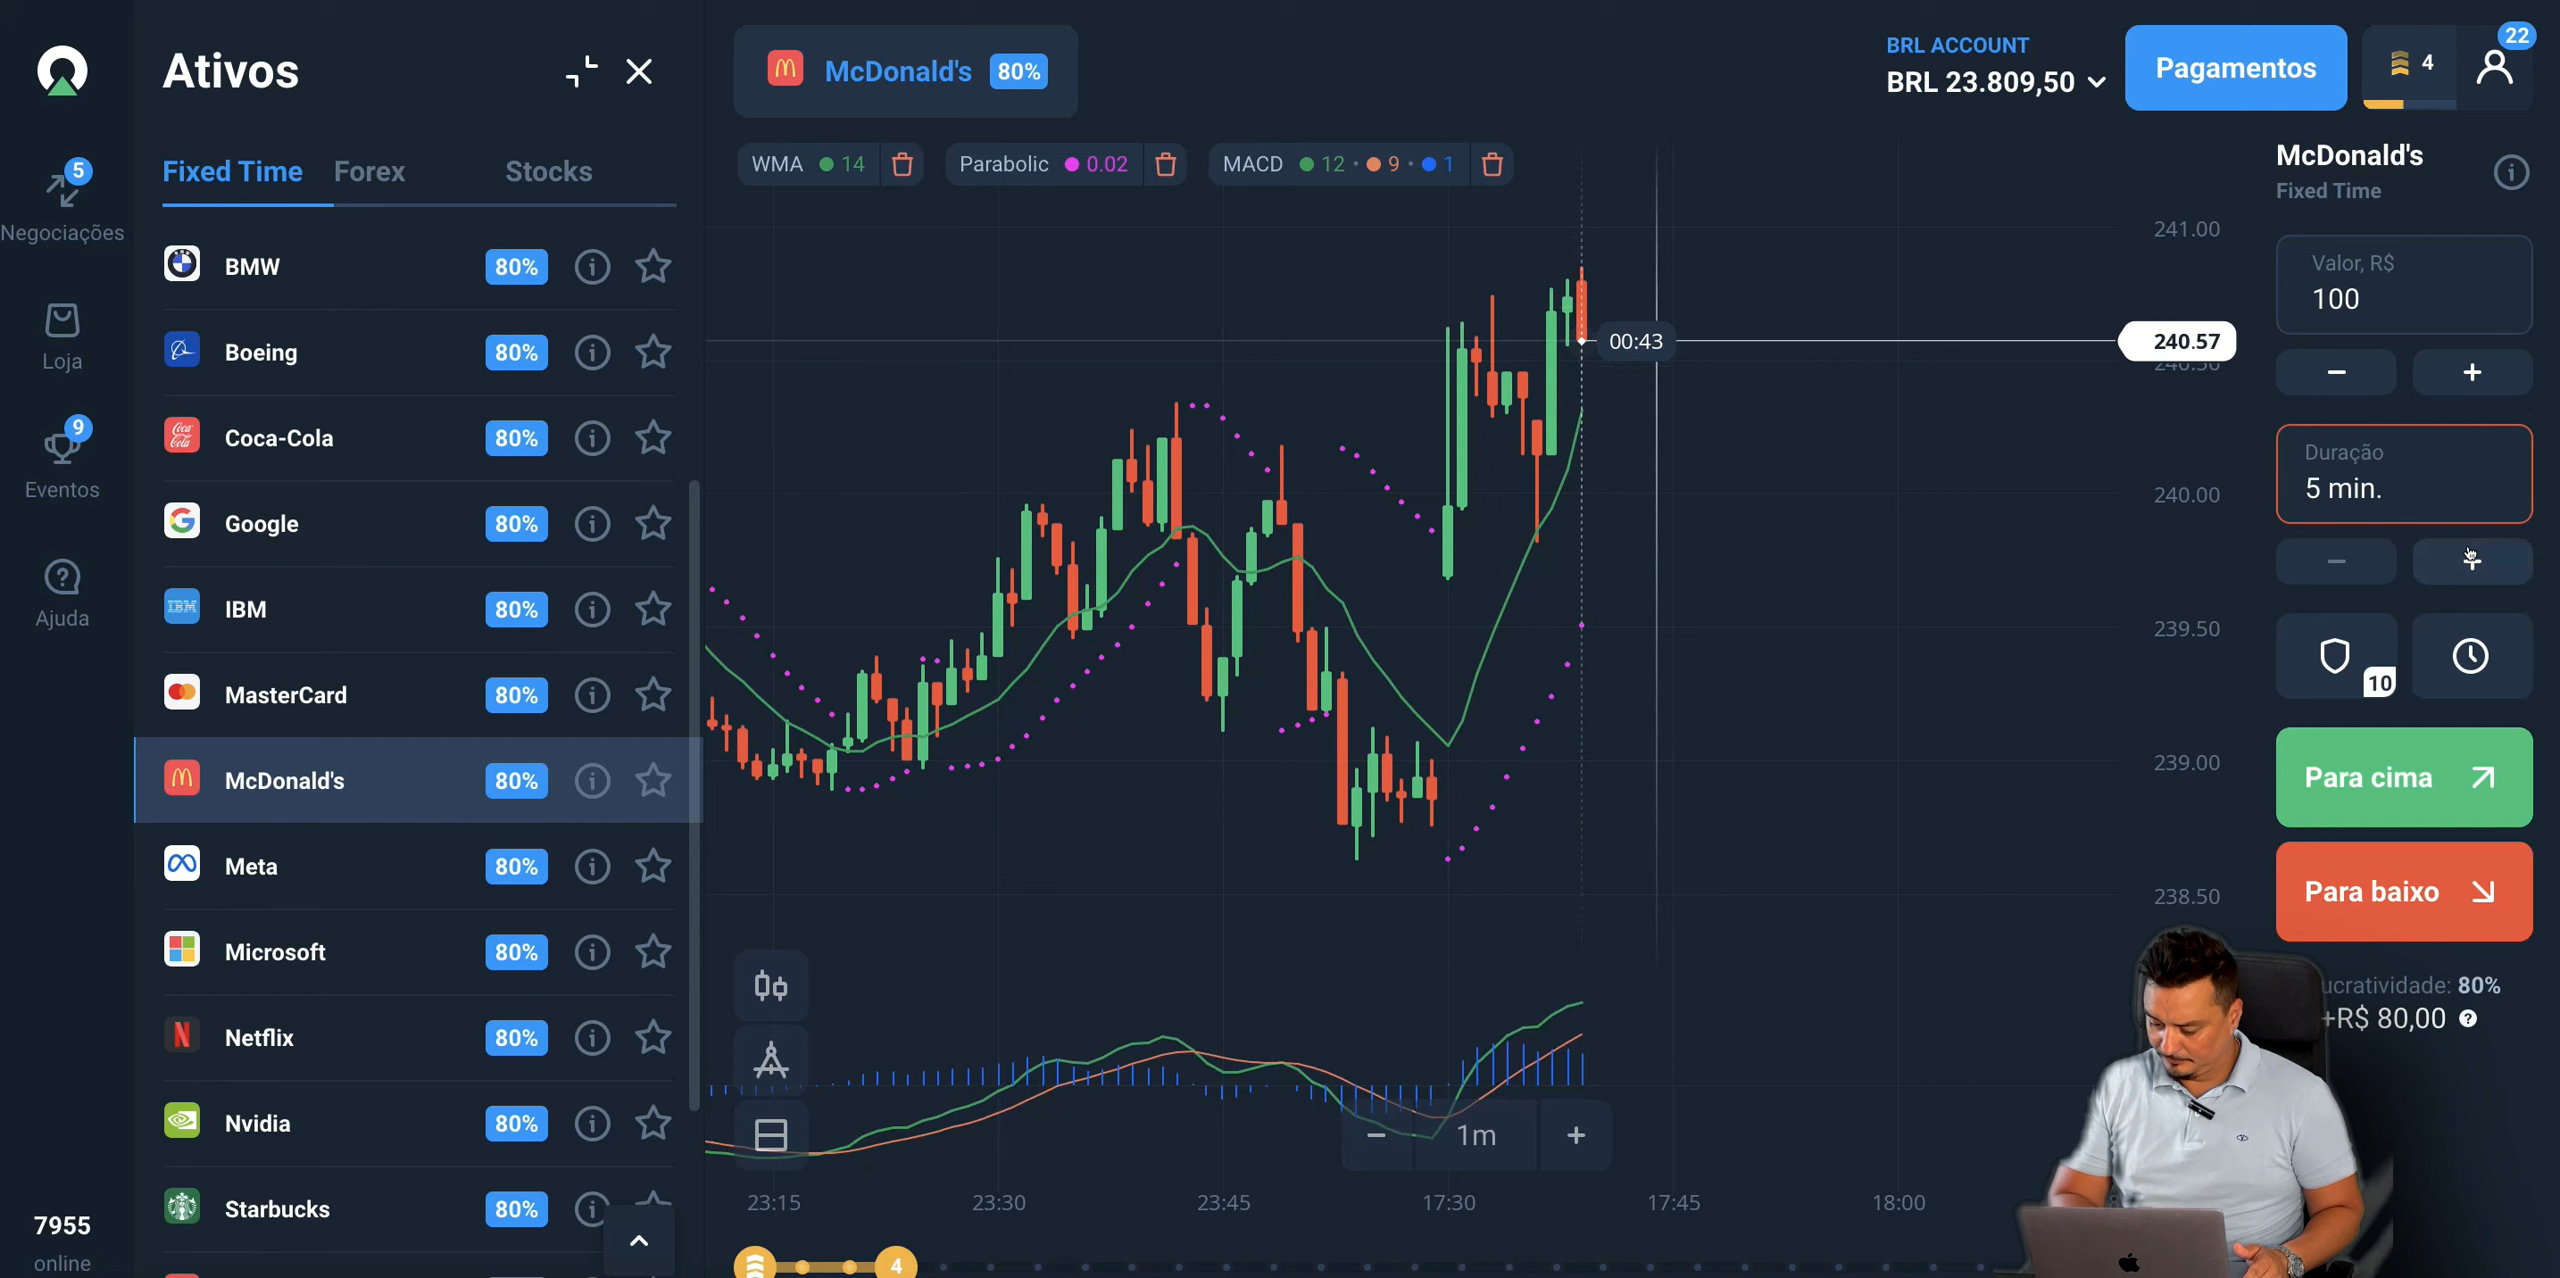 Ativos
Fixed Time
Forex
Stocks
BMW 80%
Boeing 80%
Coca-Cola 80%
Google 80%
IBM 80%
MasterCard 80%
McDonald's 80%
Meta 80%
Microsoft 80%
Netflix 80%
Nvidia 80%
Starbucks 80%
5
Negociações
Loja
9
Eventos
Ajuda
7955
online
McDonald's 80%
WMA 14
Parabolic 0.02
MACD 12 • 9 • 1
BRL ACCOUNT
BRL 23.809,50
Pagamentos
4
22
241.00
240.57
240.00
239.50
239.00
238.50
00:43
1m
23:15
23:30
23:45
17:30
17:45
18:00
4
McDonald's
Fixed Time
Valor, R$
100
Duração
5 min.
10
Para cima
Para baixo
ucratividade: 80%
+R$ 80,00